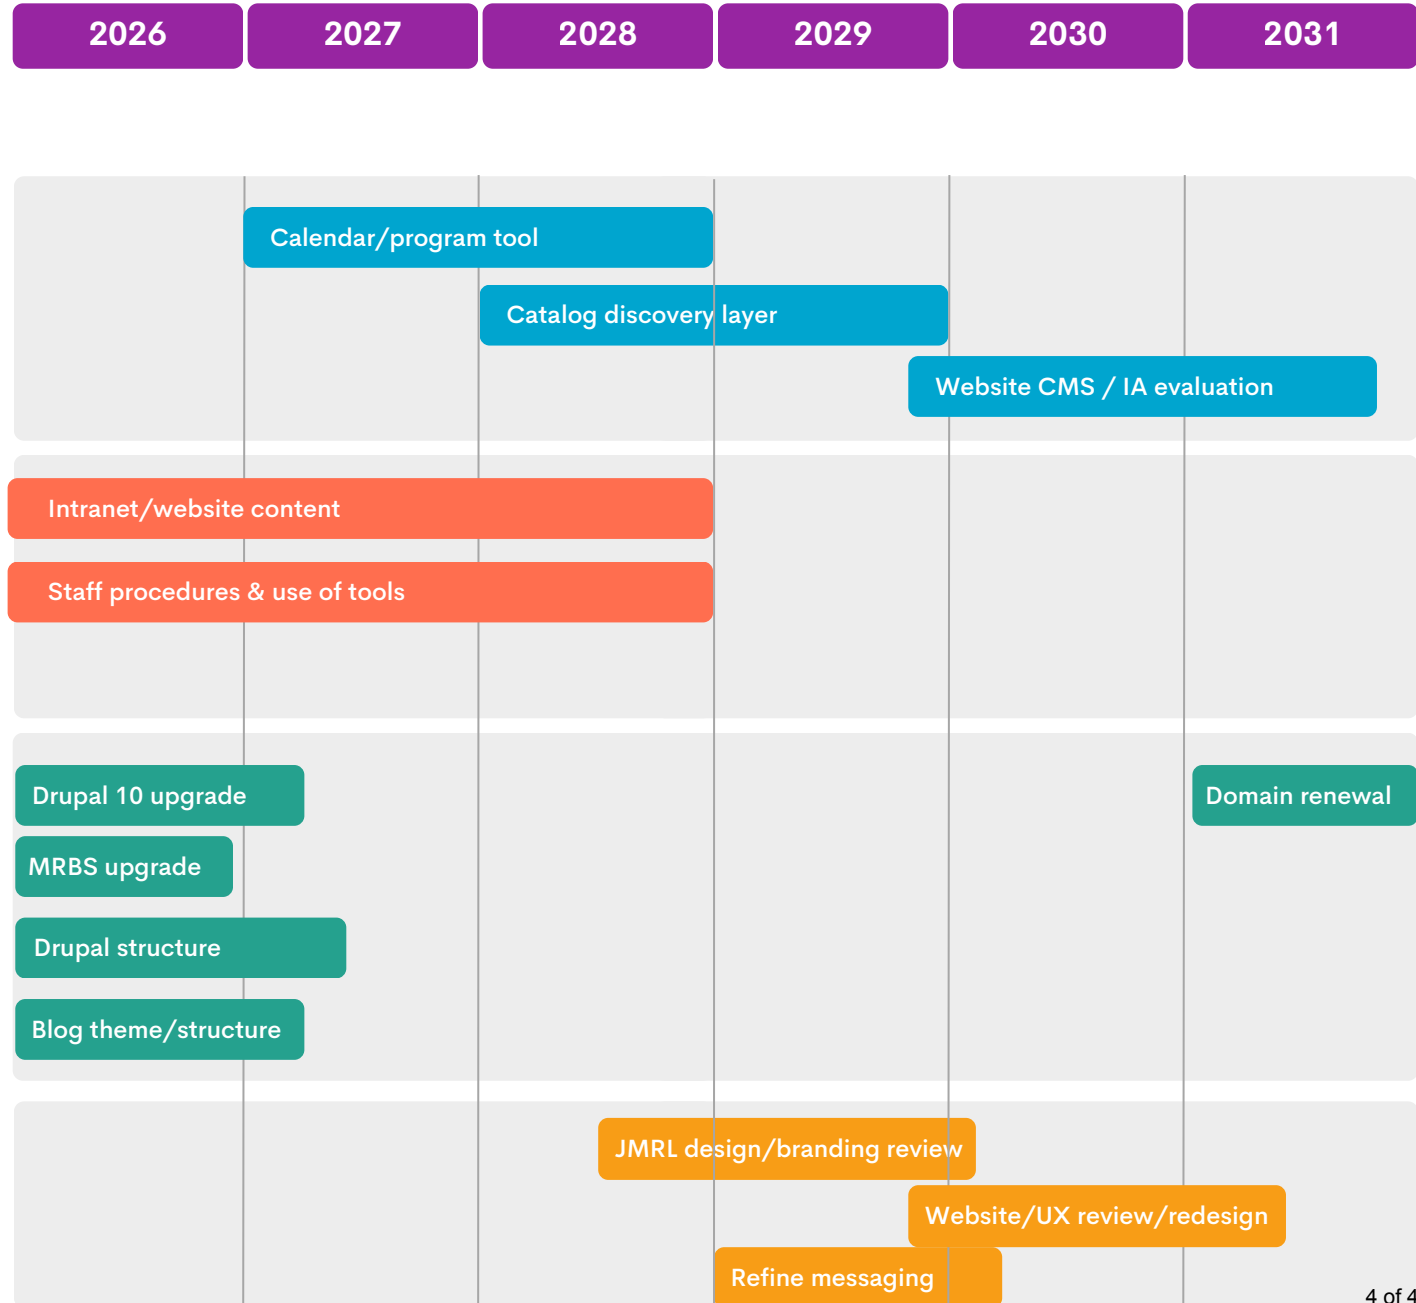 2026 2027 2028 2029 2030 2031
Calendar/program tool
Catalog discovery layer
Website CMS / IA evaluation
Intranet/website content
Staff procedures & use of tools
Drupal 10 upgrade
Domain renewal
MRBS upgrade
Drupal structure
Blog theme/structure
JMRL design/branding review
Website/UX review/redesign
Refine messaging
4 of 4